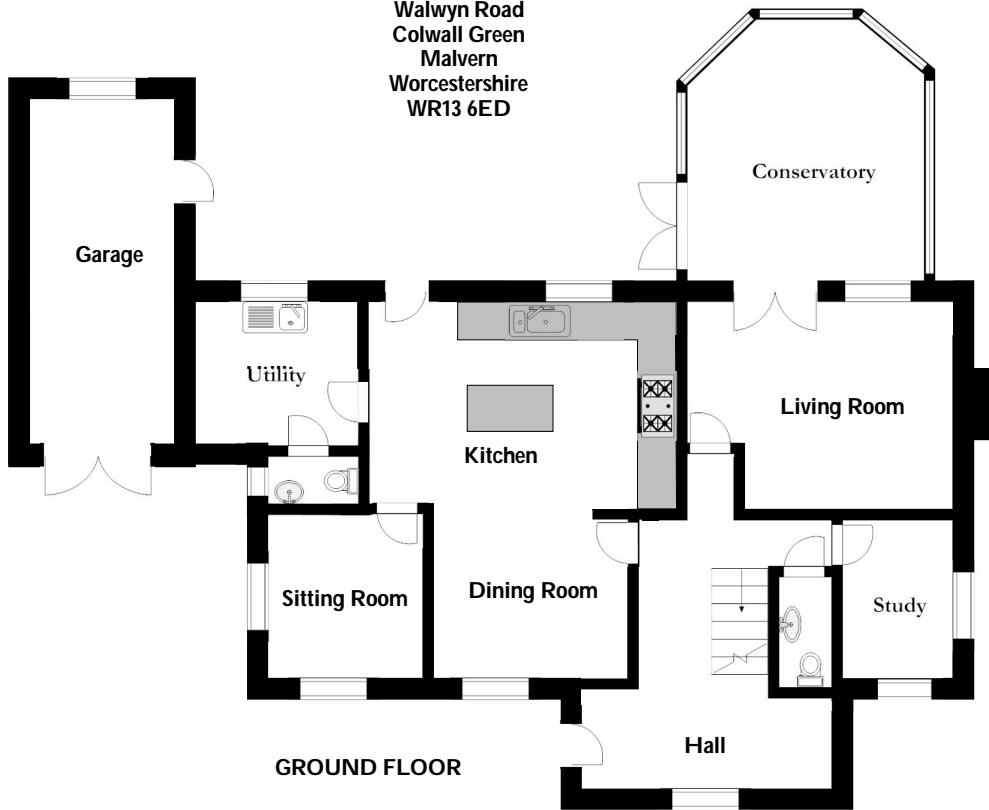 Walwyn Road
Colwall Green
Malvern
Worcestershire
WR13 6ED
Conservatory
Garage
Utility
Living Room
Kitchen
Sitting Room
Dining Room
Study
Hall
GROUND FLOOR